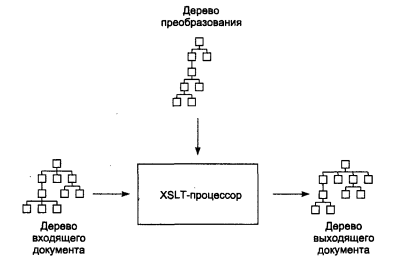 Дерево
преобразования
XSLT-процессор
Дерево
входящего
документа
Дерево
выходящего
документа